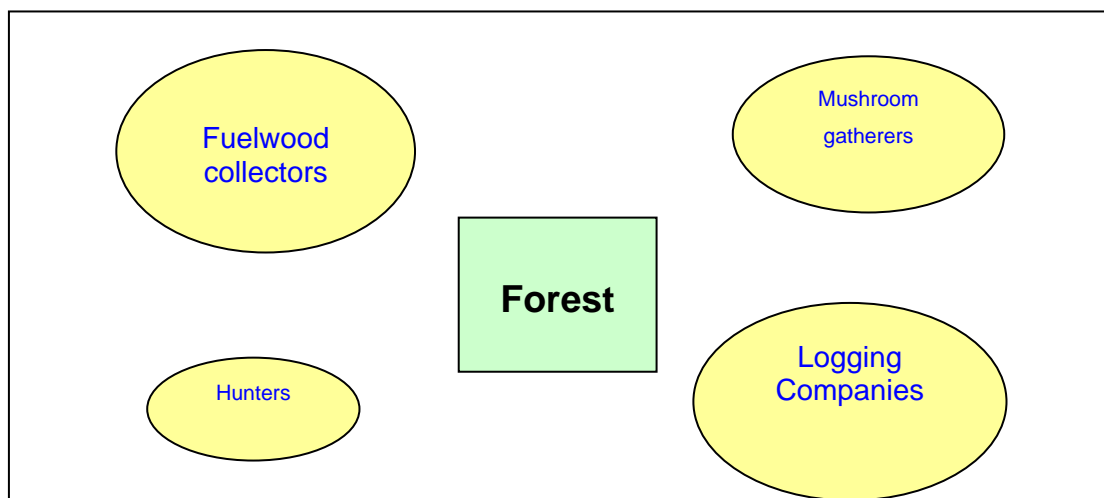 Fuelwood
collectors
Mushroom
gatherers
Forest
Hunters
Logging
Companies